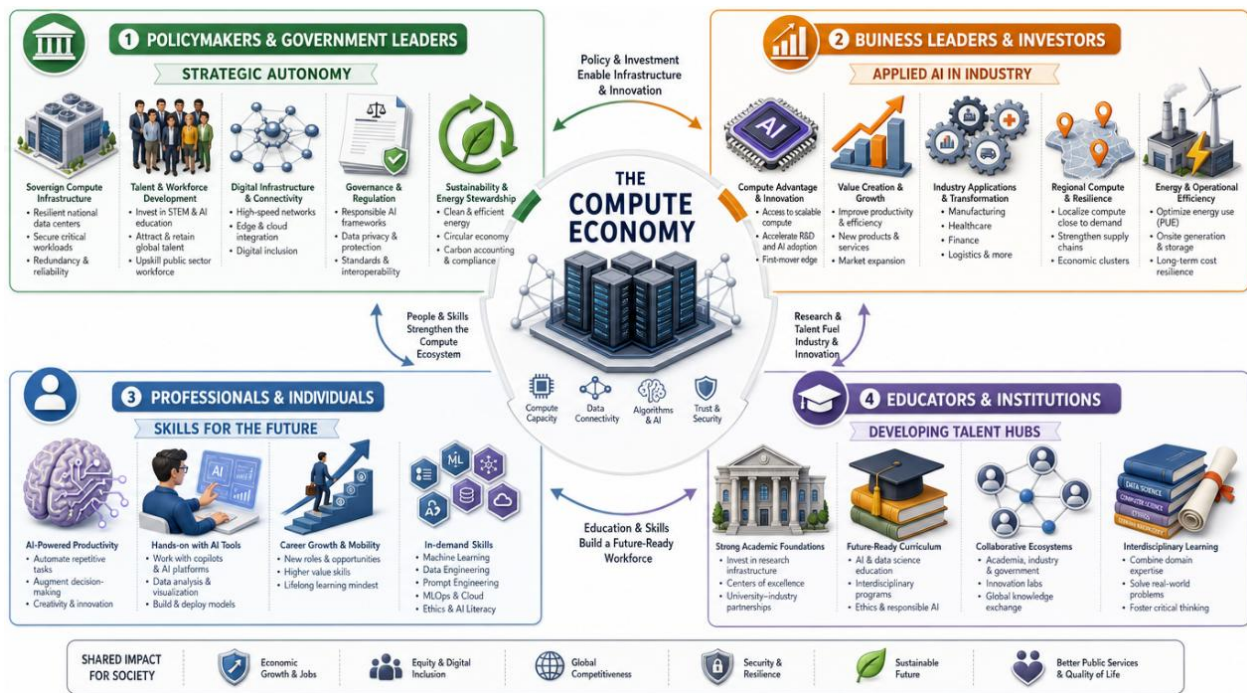 1 POLICYMAKERS & GOVERNMENT LEADERS
STRATEGIC AUTONOMY
Sovereign Compute
Infrastructure
• Resilient national
data centers
• Secure critical
workloads
• Redundancy &
reliability
Talent & Workforce
Development
• Invest in STEM & AI
education
• Attract & retain
global talent
• Upskill public sector
workforce
Digital Infrastructure
& Connectivity
• High-speed networks
• Edge & cloud
integration
• Digital inclusion
Governance &
Regulation
• Responsible AI
frameworks
• Data privacy &
protection
• Standards &
interoperability
Sustainability &
Energy Stewardship
• Clean & efficient
energy
• Circular economy
• Carbon accounting
& compliance
Policy & Investment
Enable Infrastructure
& Innovation
2 BUSINESS LEADERS & INVESTORS
APPLIED AI IN INDUSTRY
AI
Compute Advantage
& Innovation
• Access to scalable
compute
• Accelerate R&D
and AI adoption
• First-mover edge
Value Creation &
Growth
• Improve productivity
& efficiency
• New products &
services
• Market expansion
Industry Applications
& Transformation
• Manufacturing
• Healthcare
• Finance
• Logistics & more
Regional Compute
& Resilience
• Localize compute
close to demand
• Strengthen supply
chains
• Economic clusters
Energy & Operational
Efficiency
• Optimize energy use
(PUE)
• Onsite generation
& storage
• Long-term cost
resilience
THE
COMPUTE
ECONOMY
Compute
Capacity
Data
Connectivity
Algorithms
& AI
Trust &
Security
People & Skills
Strengthen the
Compute
Ecosystem
Research &
Talent Fuel
Industry
& Innovation
3 PROFESSIONALS & INDIVIDUALS
SKILLS FOR THE FUTURE
AI-Powered Productivity
• Automate repetitive
tasks
• Augment decision-
making
• Creativity & innovation
AI
Hands-on with AI Tools
• Work with copilots
& AI platforms
• Data analysis &
visualization
• Build & deploy models
Career Growth & Mobility
• New roles & opportunities
• Higher value skills
• Lifelong learning mindset
ML
In-demand Skills
• Machine Learning
• Data Engineering
• Prompt Engineering
• MLOps & Cloud
• Ethics & AI Literacy
Education & Skills
Build a Future-Ready
Workforce
4 EDUCATORS & INSTITUTIONS
DEVELOPING TALENT HUBS
Strong Academic Foundations
• Invest in research
infrastructure
• Centers of excellence
• University–industry
partnerships
Future-Ready Curriculum
• AI & data science
education
• Interdisciplinary
programs
• Ethics & responsible AI
Collaborative Ecosystems
• Academia, industry
& government
• Innovation labs
• Global knowledge
exchange
DATA SCIENCE
COMPUTER SCIENCE
Interdisciplinary Learning
• Combine domain
expertise
• Solve real-world
problems
• Foster critical thinking
SHARED IMPACT
FOR SOCIETY
Economic
Growth & Jobs
Equity & Digital
Inclusion
Global
Competitiveness
Security &
Resilience
Sustainable
Future
Better Public Services
& Quality of Life